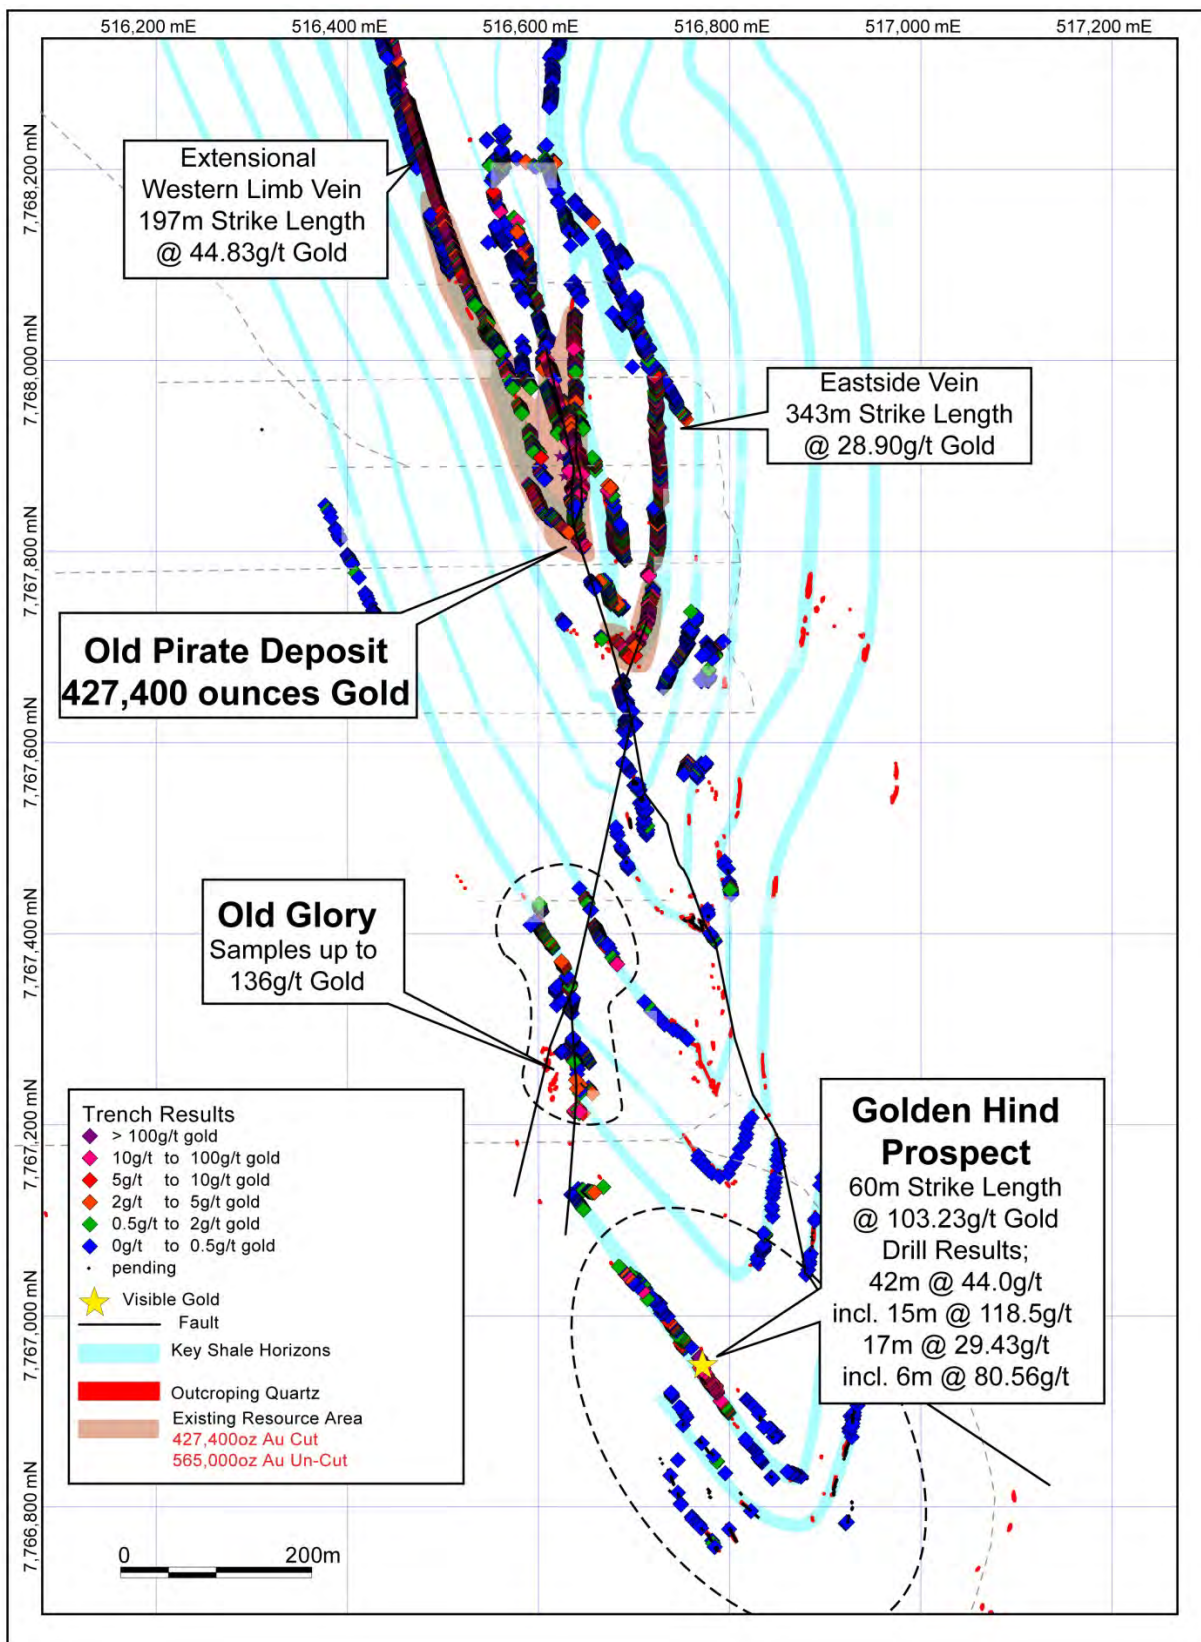 516,200 mE
516,400 mE
516,600 mE
516,800 mE
517,000 mE
517,200 mE
7,768,200 mN
7,768,000 mN
7,767,800 mN
7,767,600 mN
7,767,400 mN
7,767,200 mN
7,767,000 mN
7,766,800 mN
Extensional
Western Limb Vein
197m Strike Length
@ 44.83g/t Gold
Eastside Vein
343m Strike Length
@ 28.90g/t Gold
Old Pirate Deposit
427,400 ounces Gold
Old Glory
Samples up to
136g/t Gold
Golden Hind
Prospect
60m Strike Length
@ 103.23g/t Gold
Drill Results;
42m @ 44.0g/t
incl. 15m @ 118.5g/t
17m @ 29.43g/t
incl. 6m @ 80.56g/t
Trench Results
> 100g/t gold
10g/t to 100g/t gold
5g/t to 10g/t gold
2g/t to 5g/t gold
0.5g/t to 2g/t gold
0g/t to 0.5g/t gold
pending
Visible Gold
Fault
Key Shale Horizons
Outcroping Quartz
Existing Resource Area
427,400oz Au Cut
565,000oz Au Un-Cut
0 200m